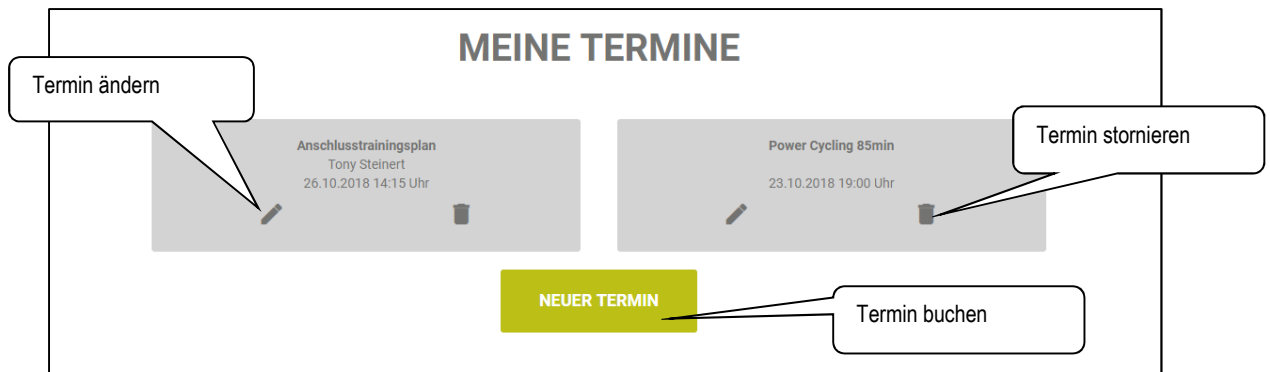 MEINE TERMINE
Termin ändern
Anschlusstrainingsplan
Tony Steinert
26.10.2018 14:15 Uhr
Power Cycling 85min
23.10.2018 19:00 Uhr
Termin stornieren
NEUER TERMIN
Termin buchen